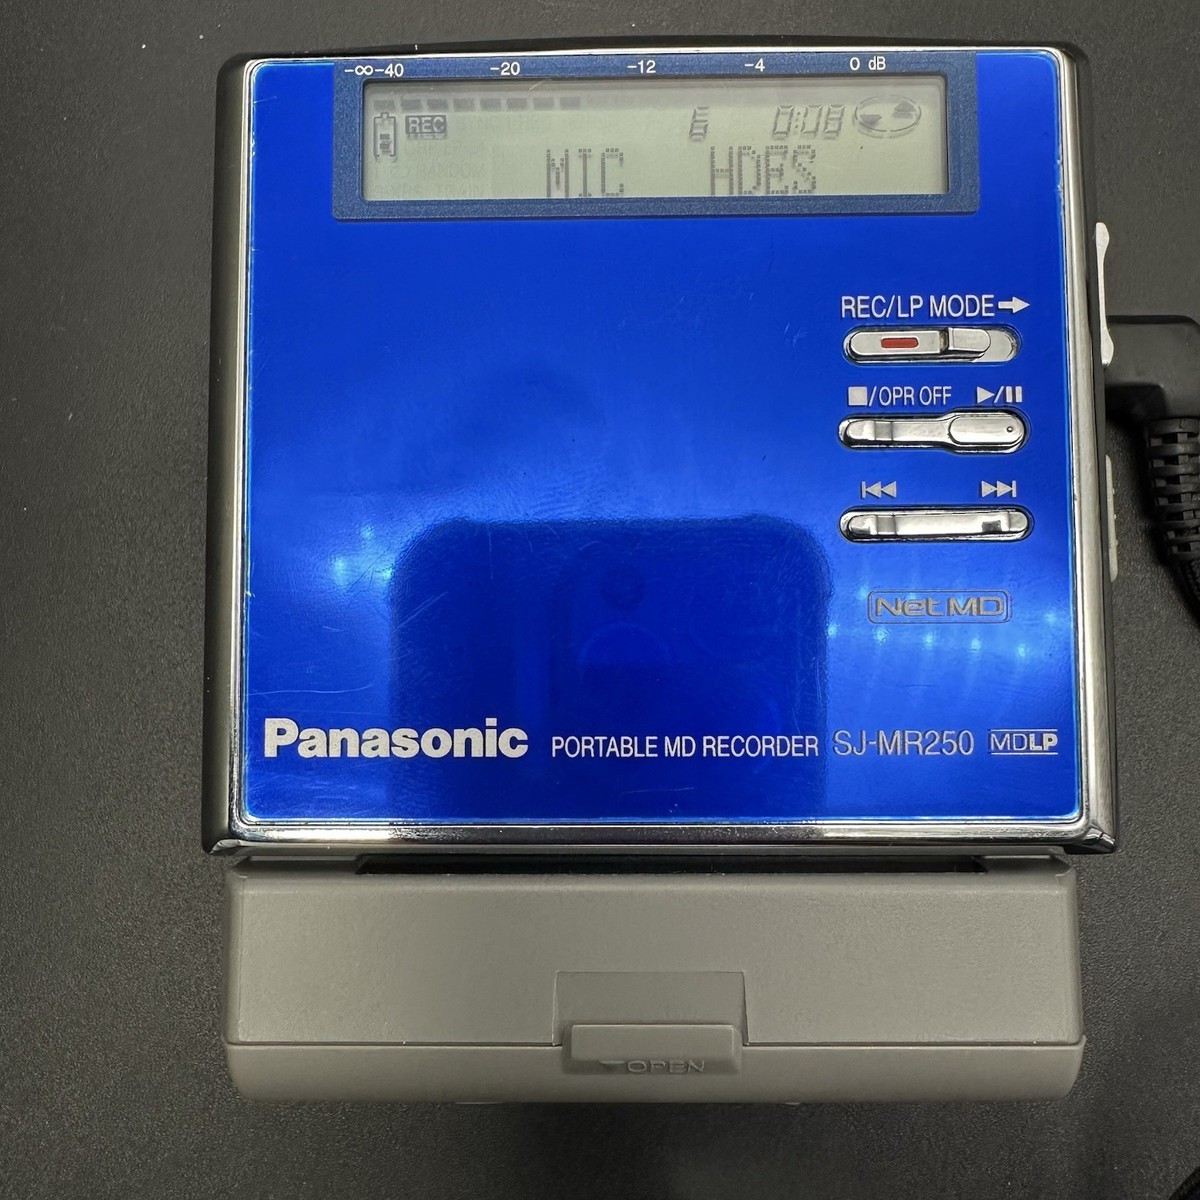 -∞-40 -20 -12 -4 0 dB
REC 6 0:08
MIC HDES
REC/LP MODE→
■/OPR OFF ▶/❚❚
⏮ ⏭
Net MD
Panasonic PORTABLE MD RECORDER SJ-MR250 MDLP
OPEN